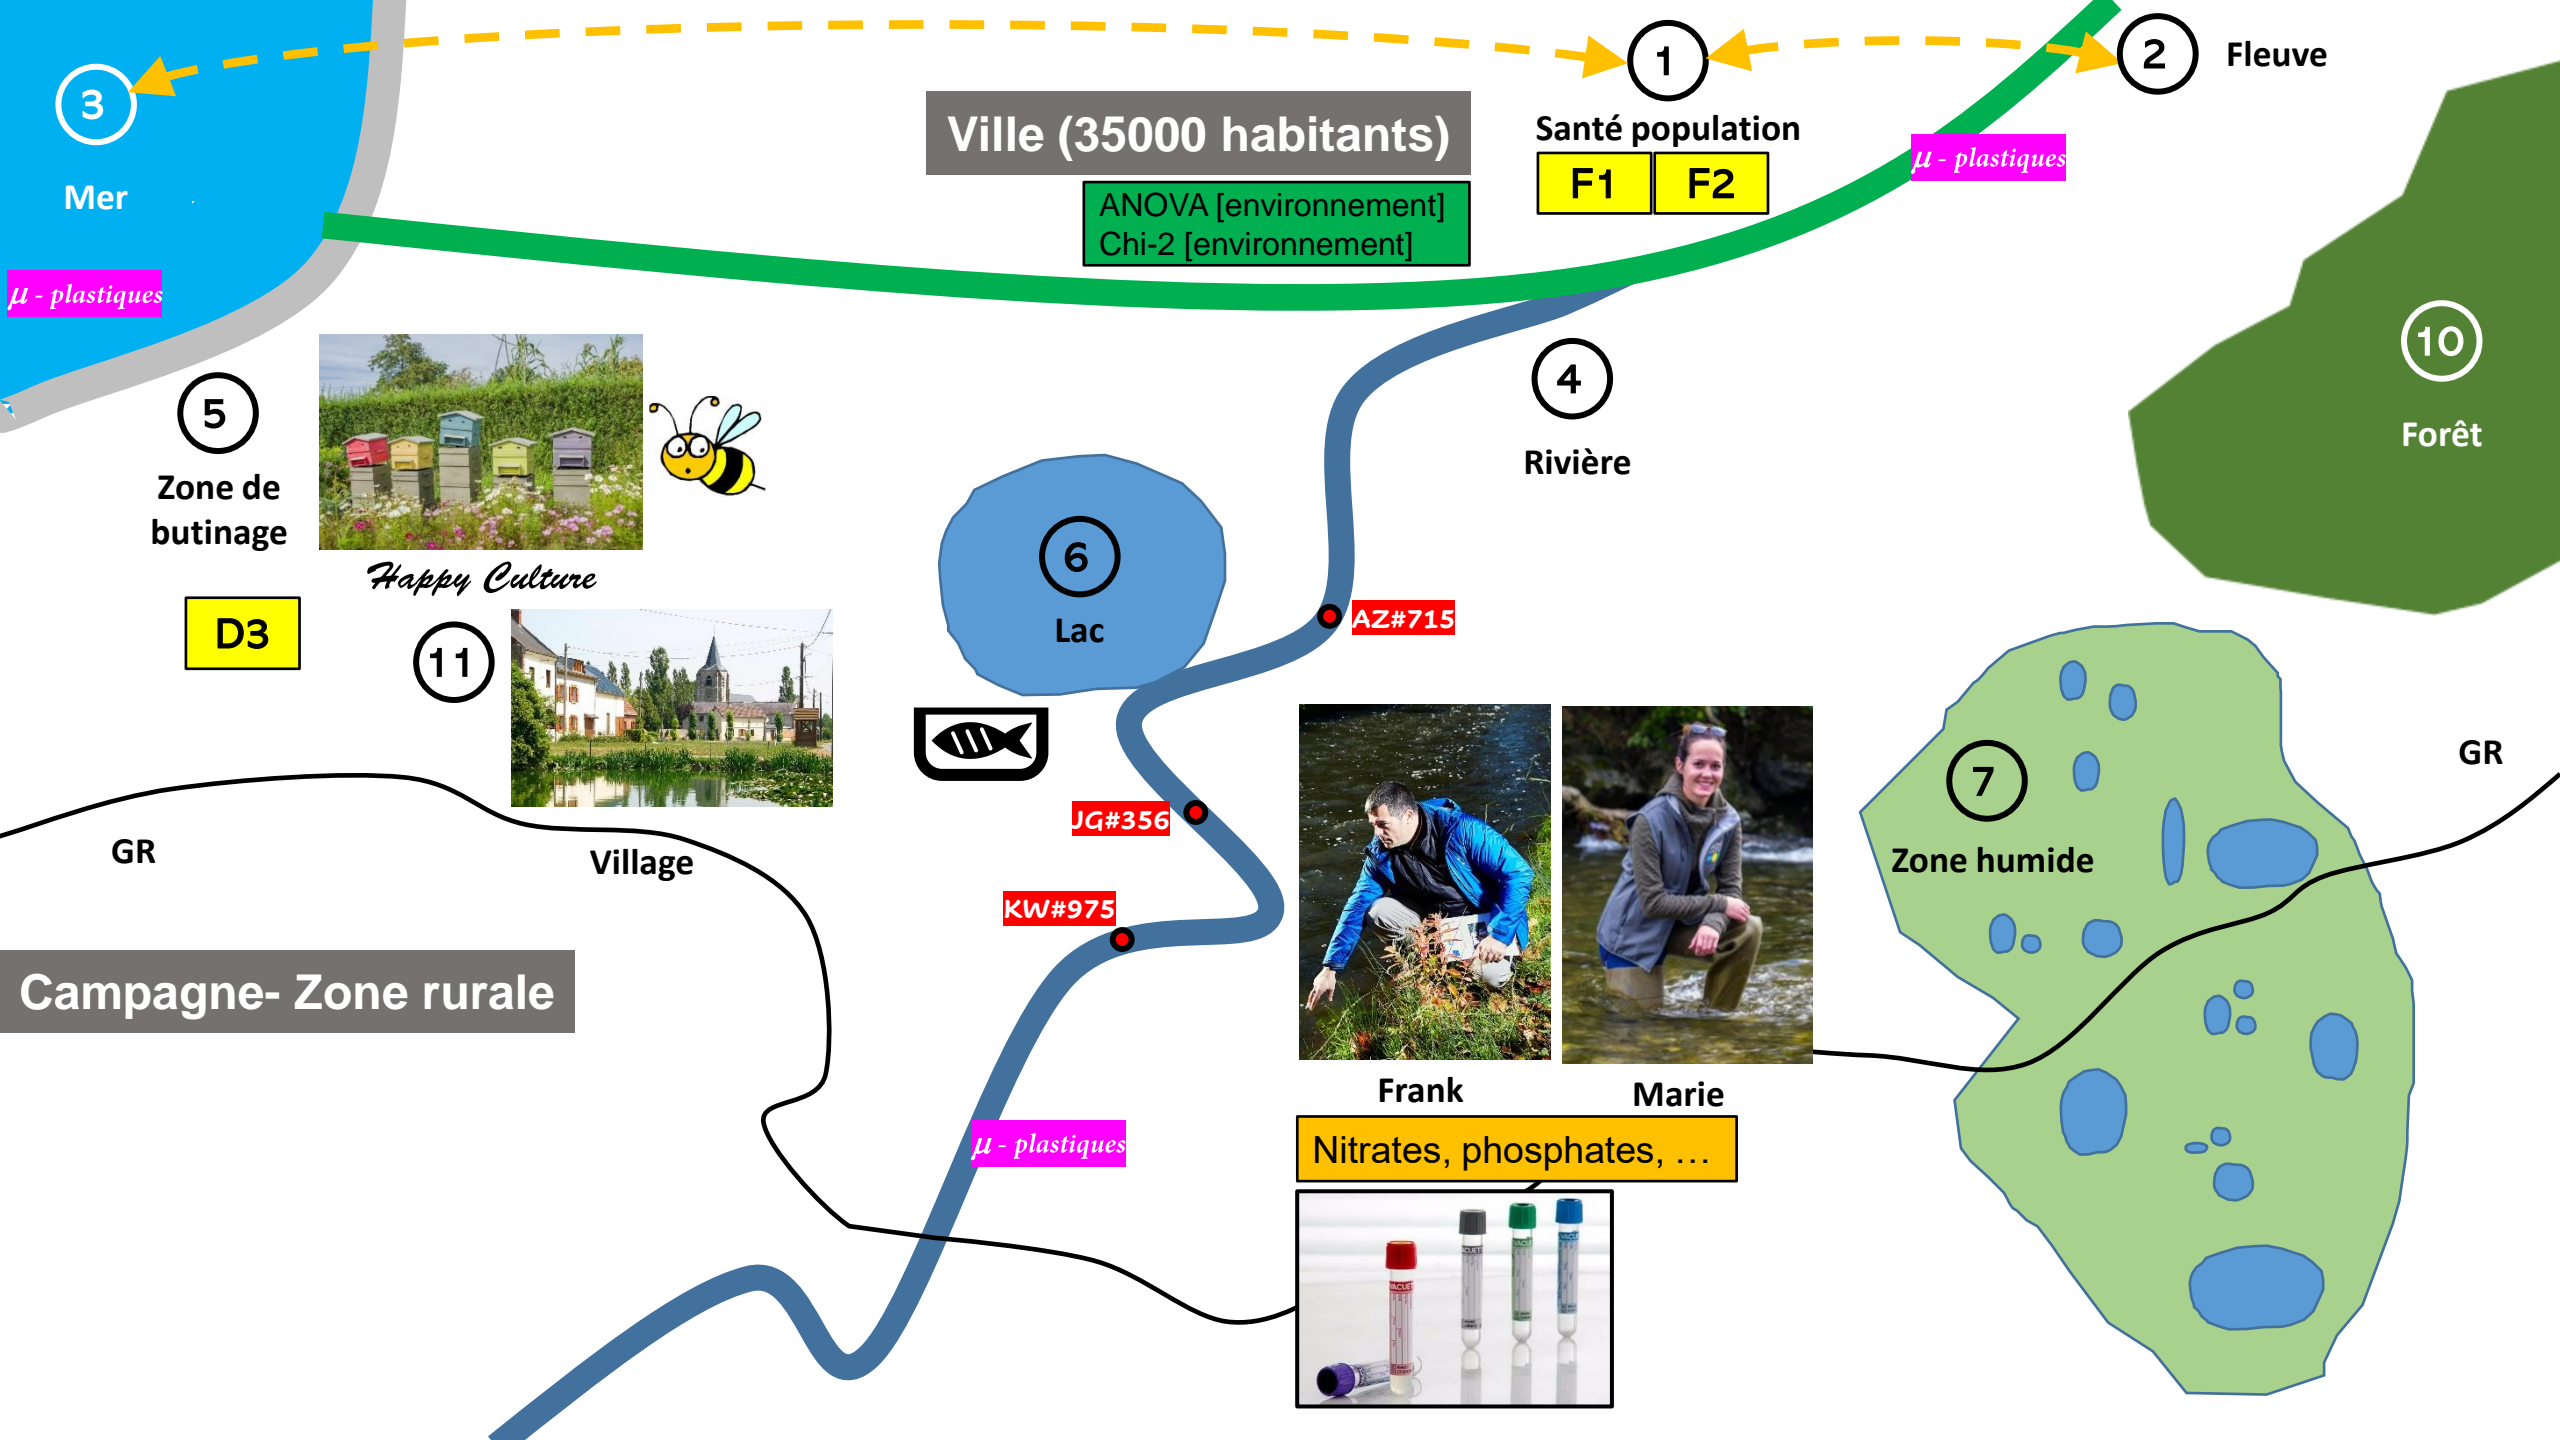 1
2
Fleuve
3
Mer
Ville (35000 habitants)
Santé population
F1
F2
μ - plastiques
ANOVA [environnement]
Chi-2 [environnement]
μ - plastiques
10
Forêt
4
Rivière
5
Zone de
butinage
Happy Culture
6
Lac
AZ#715
D3
11
7
Zone humide
GR
JG#356
GR
Village
KW#975
Campagne- Zone rurale
Frank
Marie
μ - plastiques
Nitrates, phosphates, ...